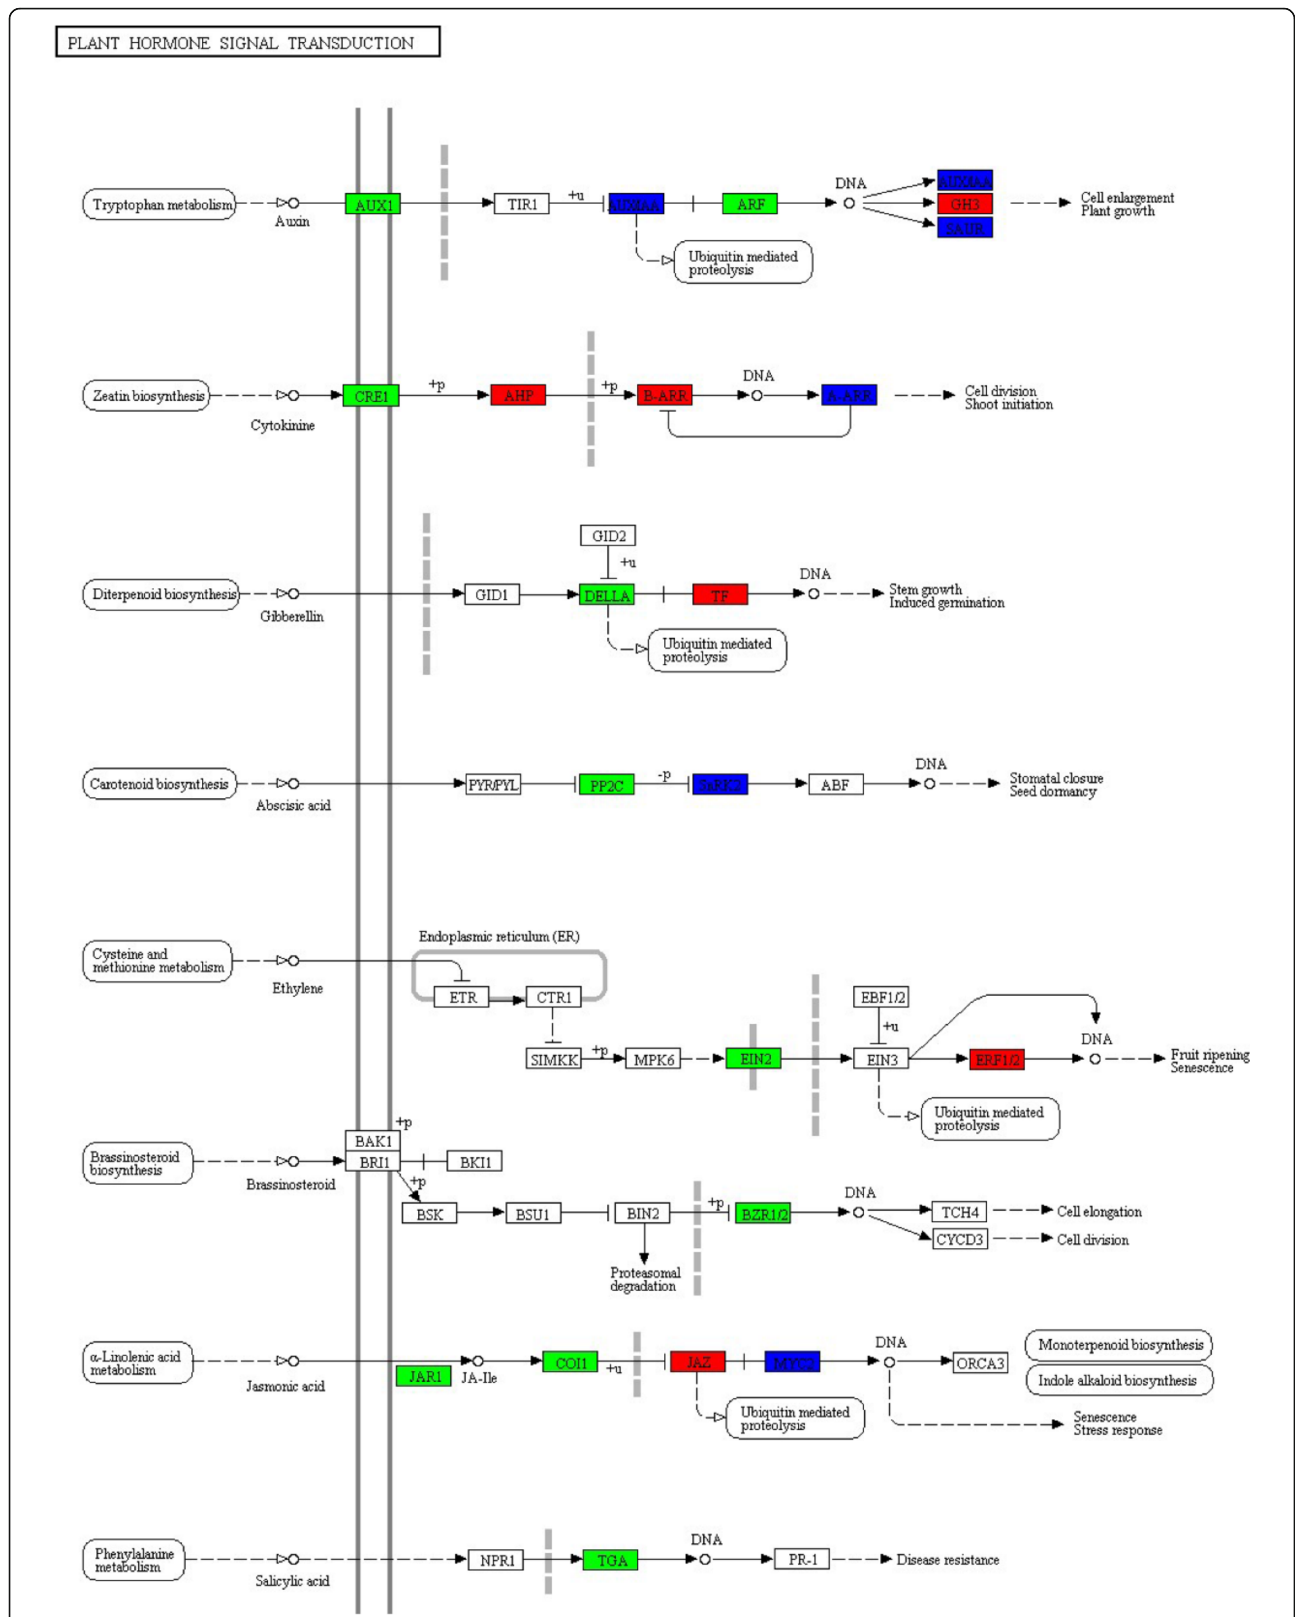 PLANT HORMONE SIGNAL TRANSDUCTION
Tryptophan metabolism
Auxin
AUX1
TIR1
+u
AUX/IAA
ARF
DNA
AUX/IAA
GH3
SAUR
Cell enlargement
Plant growth
Ubiquitin mediated
proteolysis
Zeatin biosynthesis
Cytokinine
CRE1
+p
AHP
+p
B-ARR
DNA
A-ARR
Cell division
Shoot initiation
GID2
+u
Diterpenoid biosynthesis
Gibberellin
GID1
DELLA
TF
DNA
Stem growth
Induced germination
Ubiquitin mediated
proteolysis
Carotenoid biosynthesis
Abscisic acid
PYR/PYL
PP2C
-p
SnRK2
ABF
DNA
Stomatal closure
Seed dormancy
Endoplasmic reticulum (ER)
Cysteine and
methionine metabolism
Ethylene
ETR
CTR1
EBF1/2
+u
SIMKK
+p
MPK6
EIN2
EIN3
ERF1/2
DNA
Fruit ripening
Senescence
Ubiquitin mediated
proteolysis
Brassinosteroid
biosynthesis
Brassinosteroid
+p
BAK1
BRI1
BKI1
+p
BSK
BSU1
BIN2
+p
BZR1/2
DNA
TCH4
Cell elongation
CYCD3
Cell division
Proteasomal
degradation
α-Linolenic acid
metabolism
Jasmonic acid
JAR1
JA-Ile
COI1
+u
JAZ
MYC2
DNA
ORCA3
Monoterpenoid biosynthesis
Indole alkaloid biosynthesis
Ubiquitin mediated
proteolysis
Senescence
Stress response
Phenylalanine
metabolism
Salicylic acid
NPR1
TGA
DNA
PR-1
Disease resistance